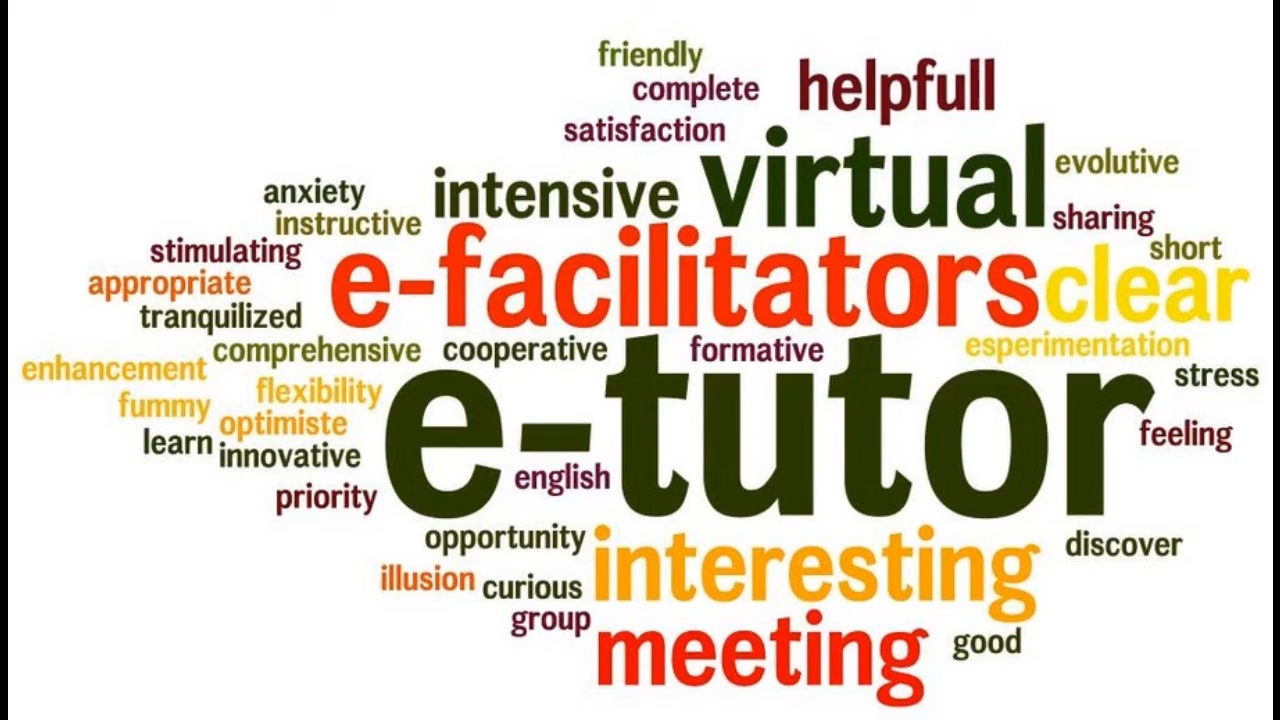 friendly
complete
helpfull
satisfaction
virtual
evolutive
anxiety
intensive
instructive
sharing
stimulating
short
appropriate
e-facilitators
clear
tranquilized
comprehensive
cooperative
formative
esperimentation
enhancement
stress
flexibility
fummy
optimiste
e-tutor
learn
innovative
feeling
english
priority
opportunity
interesting
discover
illusion
curious
group
meeting
good